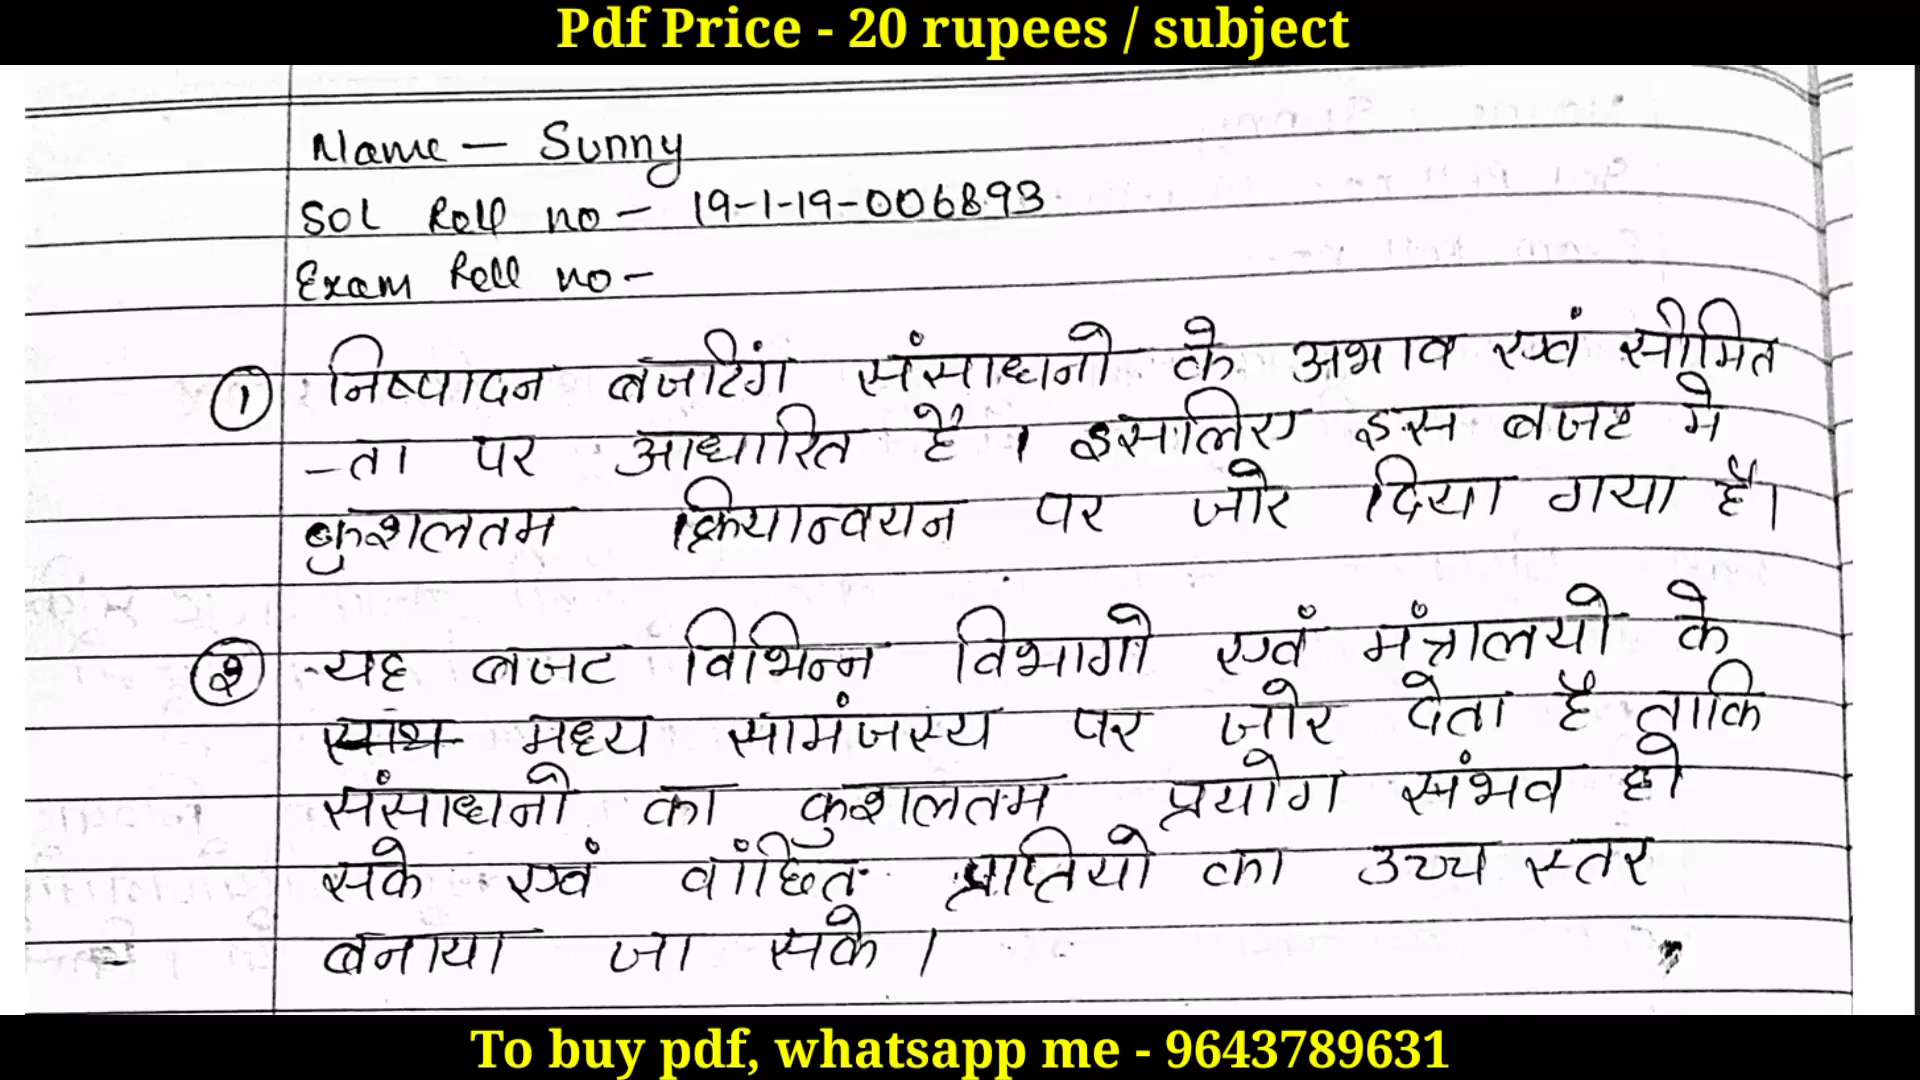 Pdf Price - 20 rupees / subject
Name - Sunny
SOL Roll no - 19-1-19-006893
Exam Roll no -
① निष्पादन बजटिंग संसाधनो के अभाव एवं सीमित
-ता पर आधारित है। इसलिए इस बजट मे
कुशलतम क्रियान्वयन पर जोर दिया गया है।
② यह बजट विभिन्न विभागो एवं मंत्रालयो के
साथ मध्य सामंजस्य पर जोर देता है ताकि
संसाधनो का कुशलतम प्रयोग संभव हो
सके एवं वांछित प्राप्तियो का उच्च स्तर
बनाया जा सके।
To buy pdf, whatsapp me - 9643789631